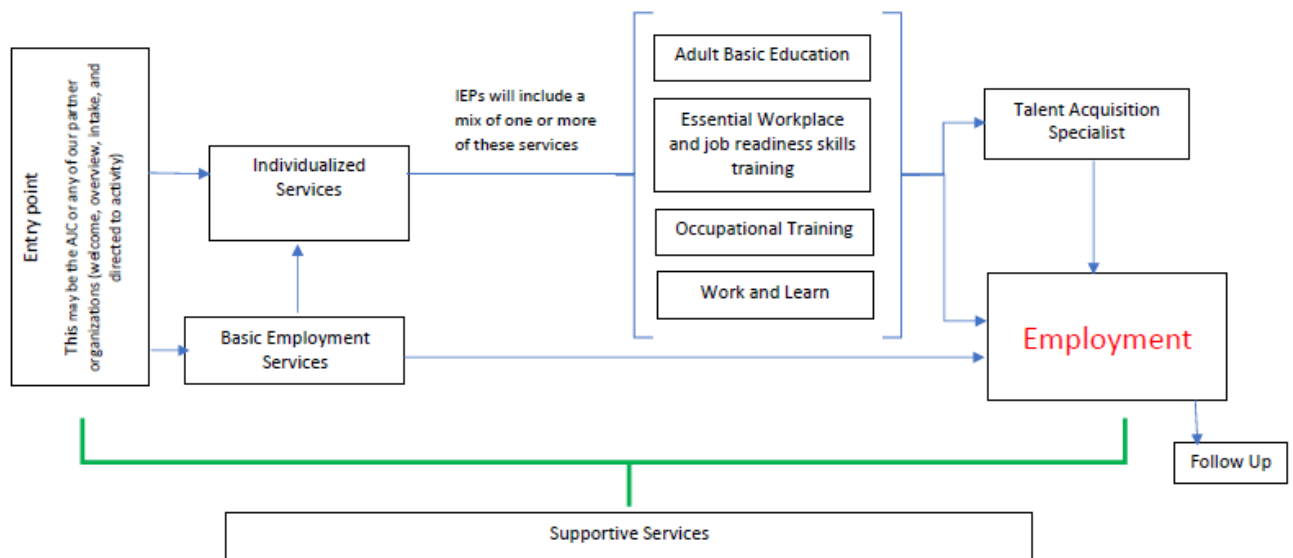 Entry point
This may be the AJC or any of our partner
organizations (welcome, overview, intake, and
directed to activity)
Individualized
Services
Basic Employment
Services
IEPs will include a
mix of one or more
of these services
Adult Basic Education
Essential Workplace
and job readiness skills
training
Occupational Training
Work and Learn
Talent Acquisition
Specialist
Employment
Follow Up
Supportive Services